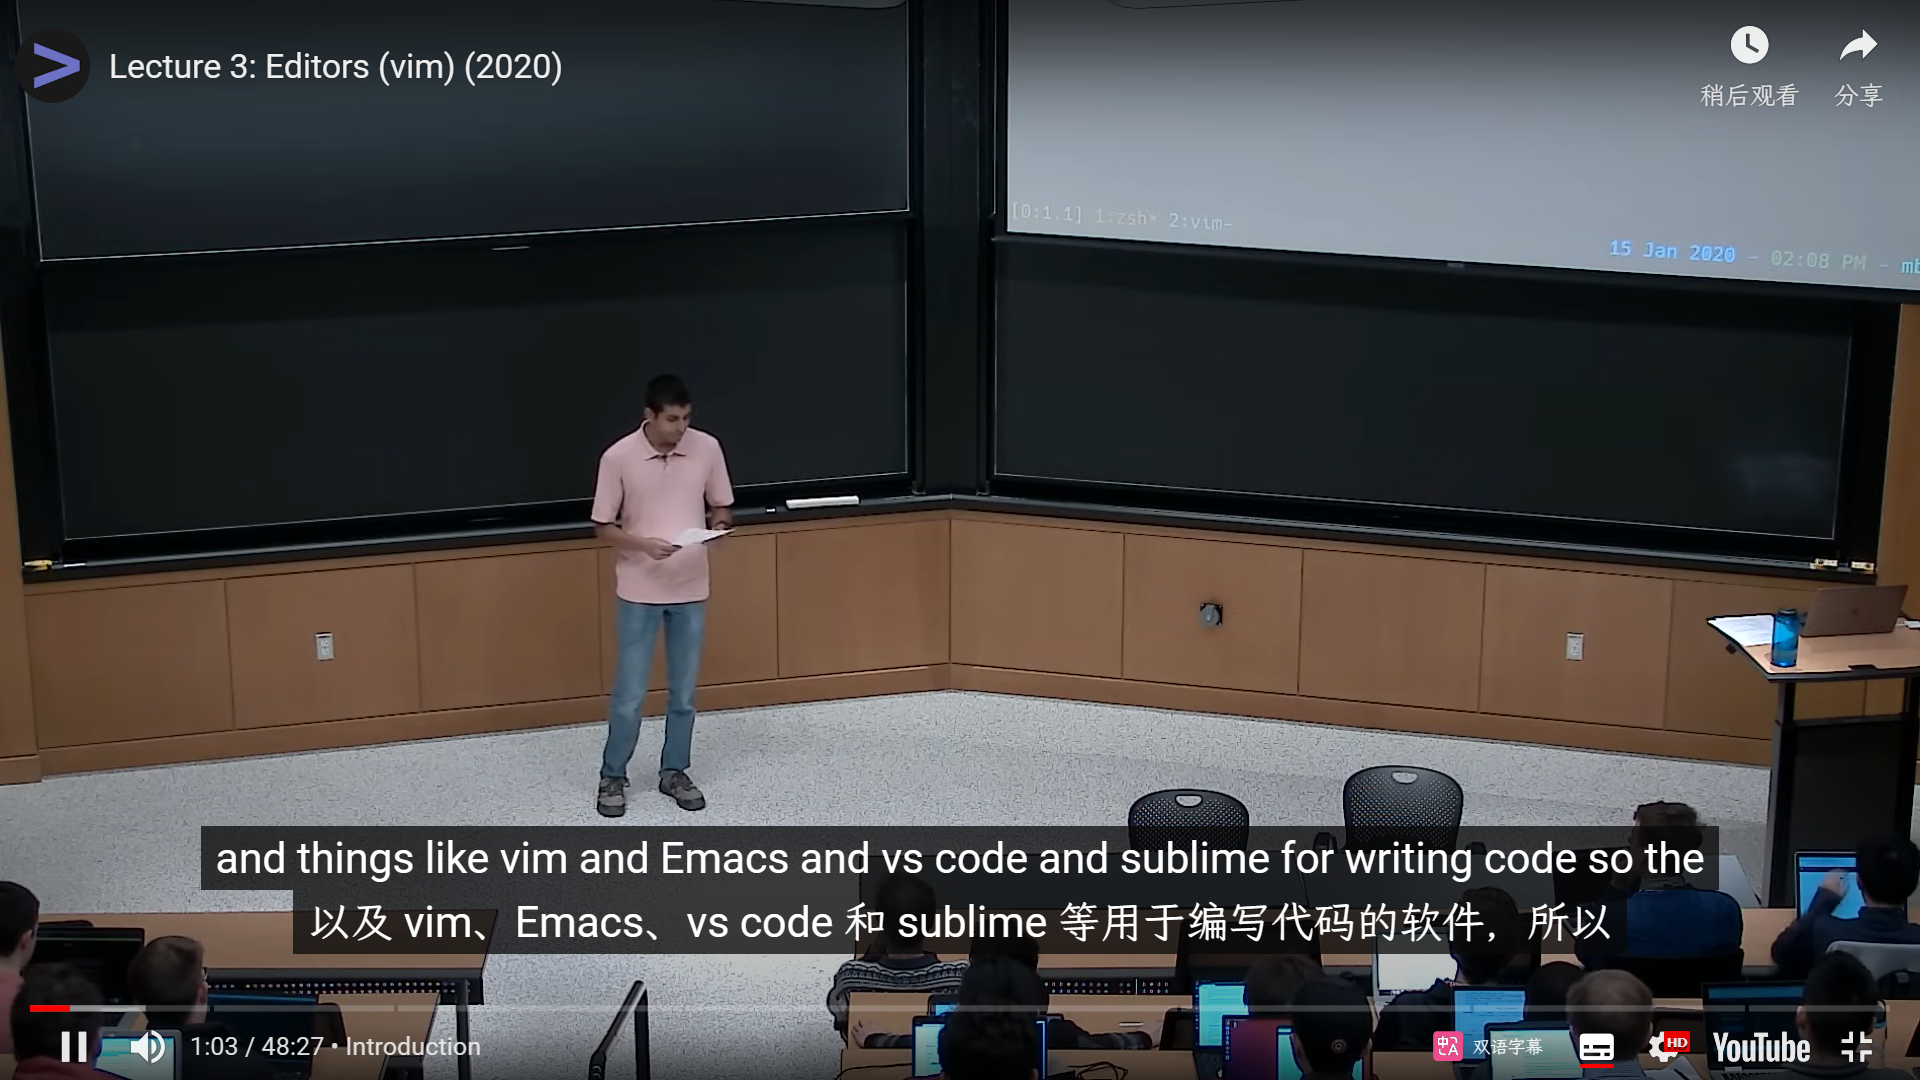 Lecture 3: Editors (vim) (2020)
稍后观看
分享
[0:1.1] 1:zsh* 2:vim-
15 Jan 2020 - 02:08 PM - mb
and things like vim and Emacs and vs code and sublime for writing code so the
以及 vim、Emacs、vs code 和 sublime 等用于编写代码的软件，所以
1:03 / 48:27 • Introduction
双语字幕
HD
YouTube